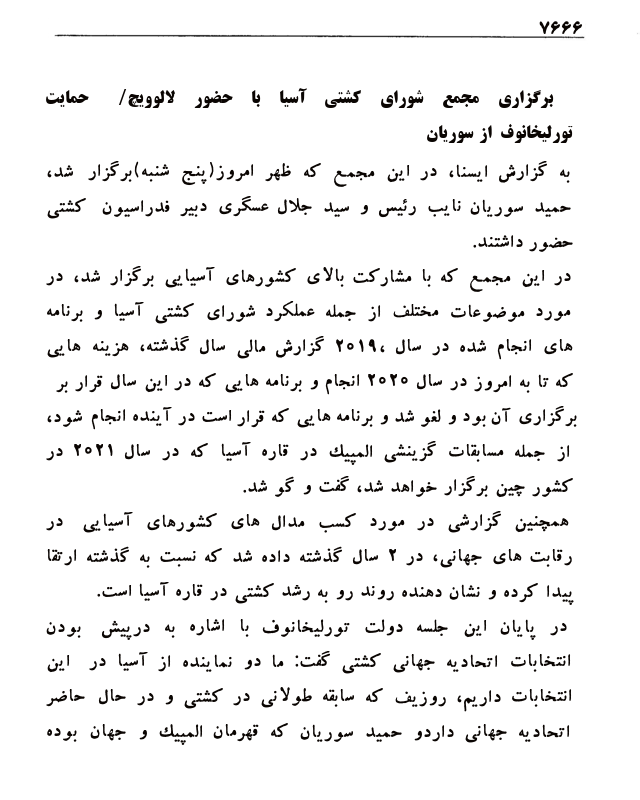 ۷۶۶۶
برگزاری مجمع شورای کشتی آسیا با حضور لالوویچ/ حمایت
تورلیخانوف از سوریان
به گزارش ایسنا، در این مجمع که ظهر امروز(پنج شنبه)برگزار شد،
حمید سوریان نایب رئیس و سید جلال عسگری دبیر فدراسیون کشتی
حضور داشتند.
در این مجمع که با مشارکت بالای کشورهای آسیایی برگزار شد، در
مورد موضوعات مختلف از جمله عملکرد شورای کشتی آسیا و برنامه
های انجام شده در سال ۲۰۱۹، گزارش مالی سال گذشته، هزینه هایی
که تا به امروز در سال ۲۰۲۰ انجام و برنامه هایی که در این سال قرار بر
برگزاری آن بود و لغو شد و برنامه هایی که قرار است در آینده انجام شود،
از جمله مسابقات گزینشی المپیك در قاره آسیا که در سال ۲۰۲۱ در
کشور چین برگزار خواهد شد، گفت و گو شد.
همچنین گزارشی در مورد کسب مدال های کشورهای آسیایی در
رقابت های جهانی، در ۲ سال گذشته داده شد که نسبت به گذشته ارتقا
پیدا کرده و نشان دهنده روند رو به رشد کشتی در قاره آسیا است.
در پایان این جلسه دولت تورلیخانوف با اشاره به درپیش بودن
انتخابات اتحادیه جهانی کشتی گفت: ما دو نماینده از آسیا در این
انتخابات داریم، روزیف که سابقه طولانی در کشتی و در حال حاضر
اتحادیه جهانی داردو حمید سوریان که قهرمان المپیك و جهان بوده